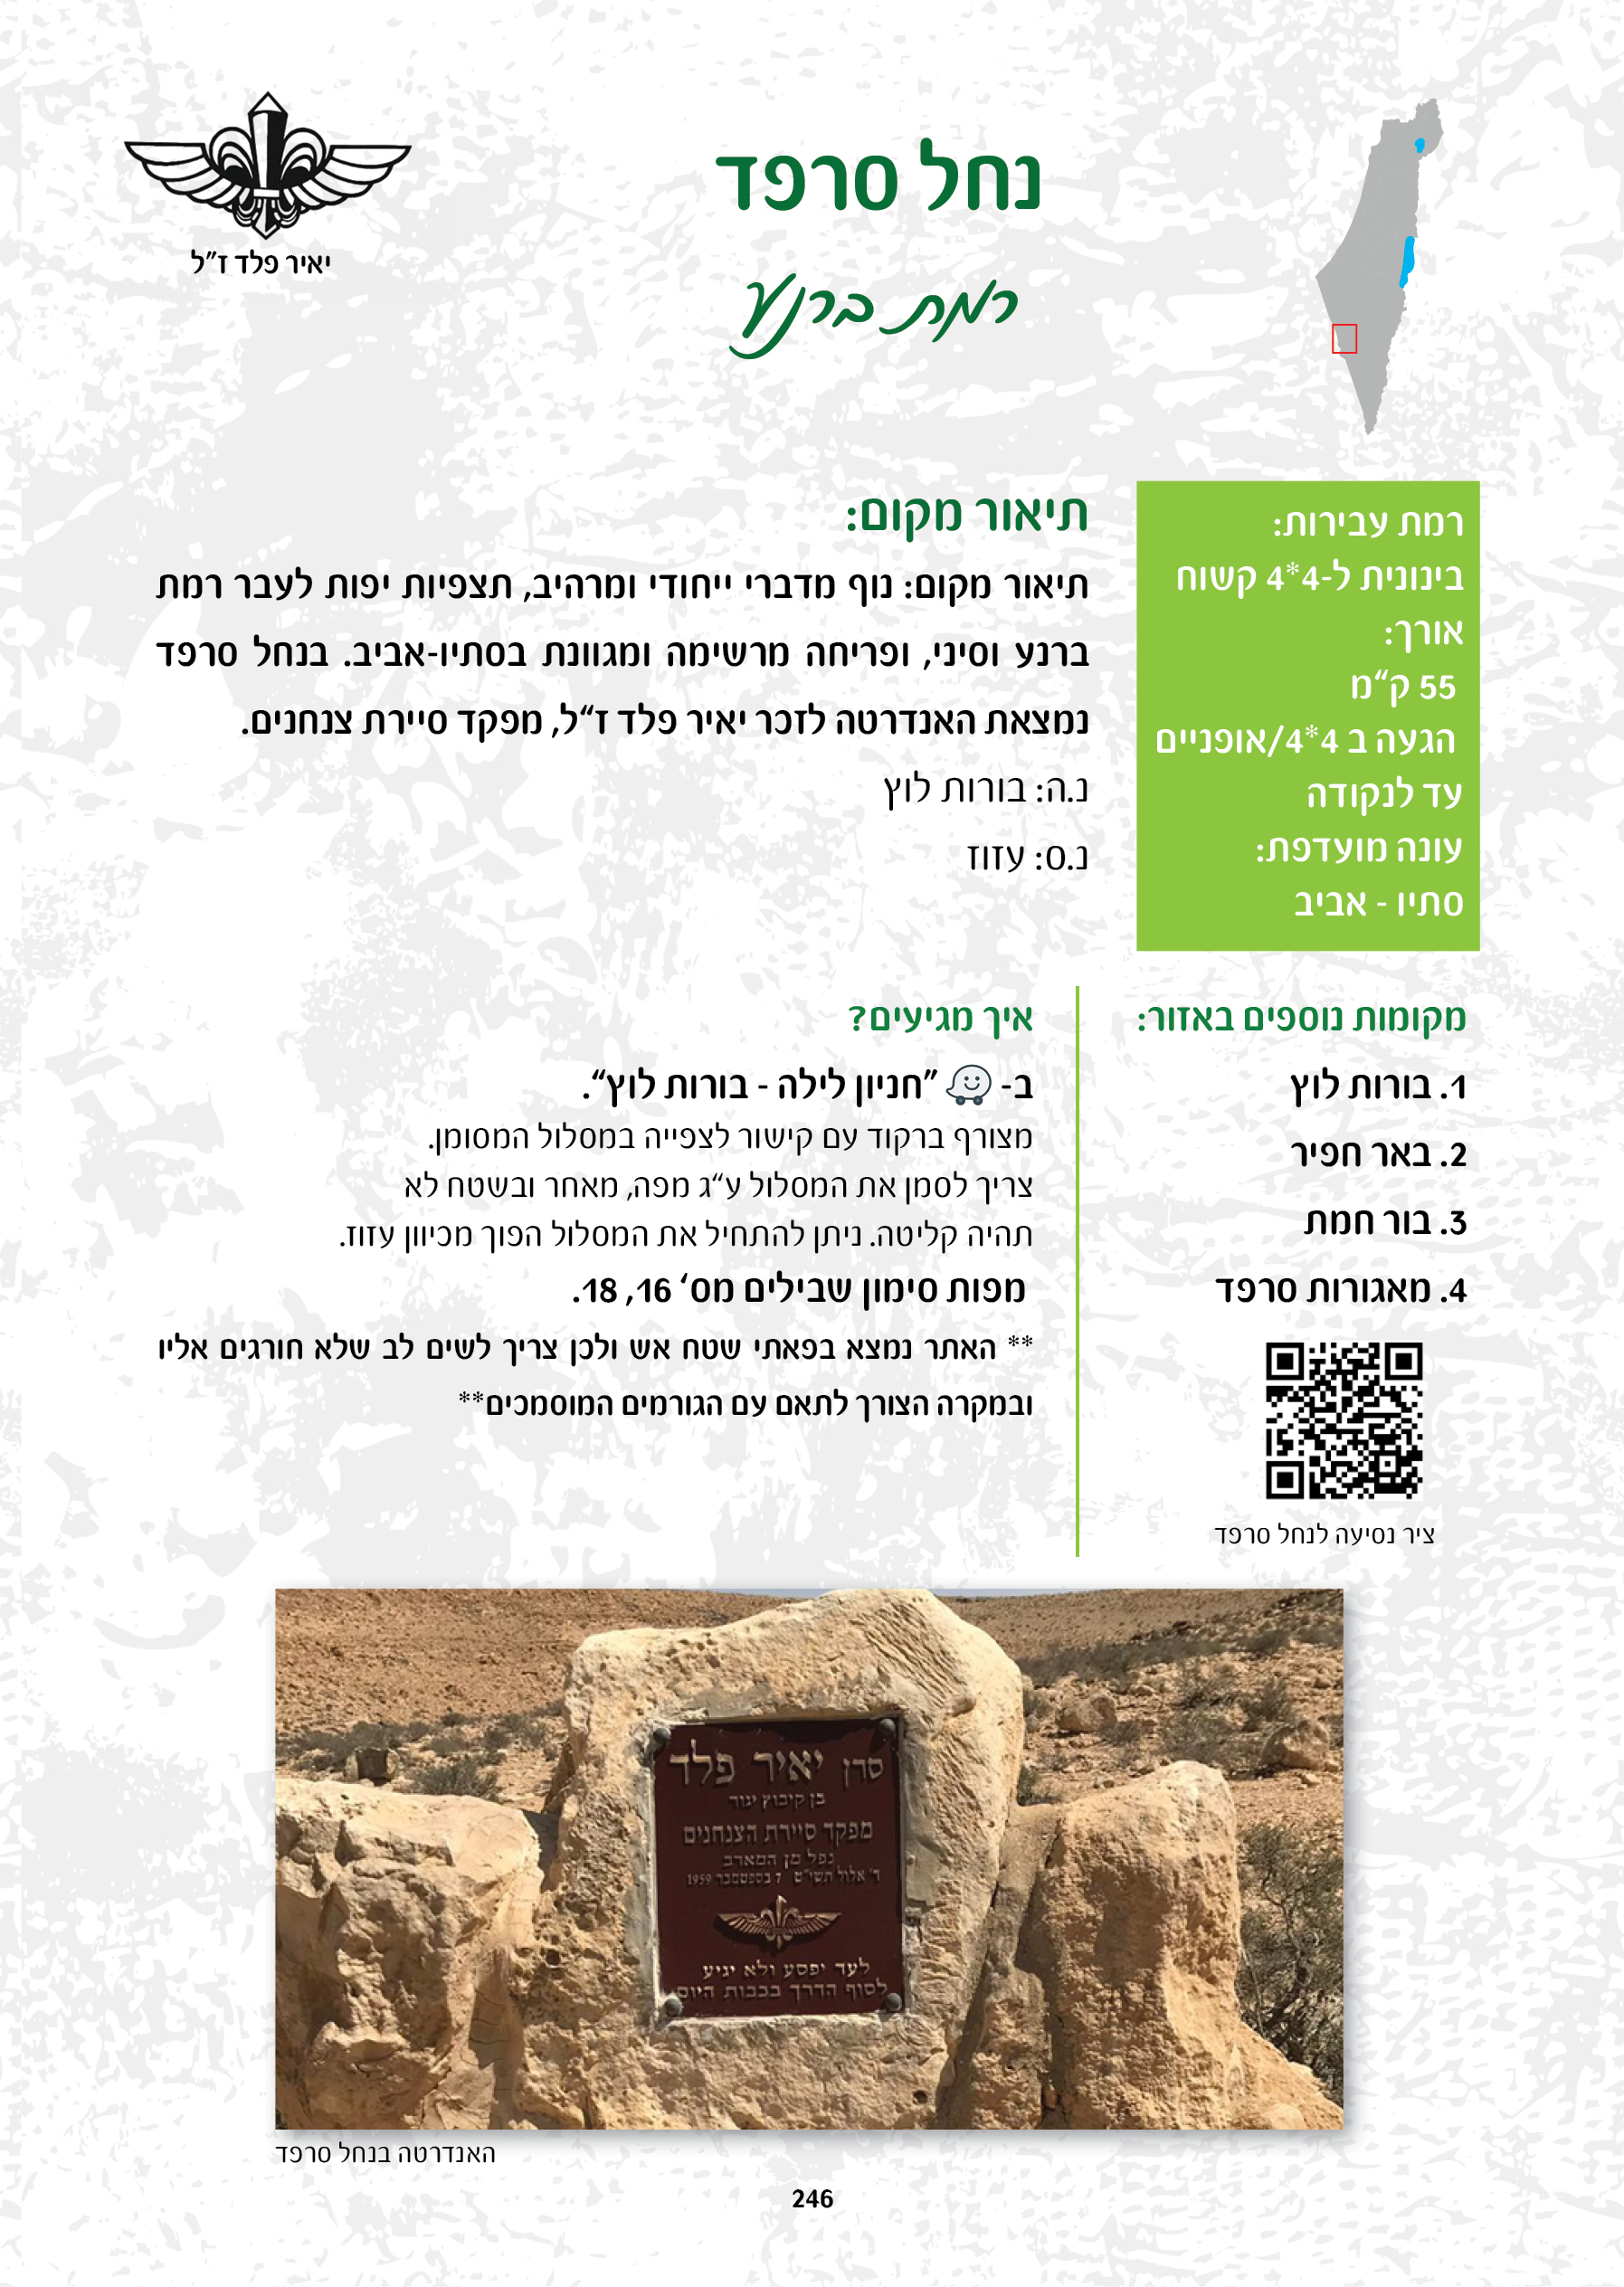 נחל סרפד
רמת ברנע
יאיר פלד ז"ל
רמת עבירות:
בינונית ל-4*4 קשוח
אורך:
55 ק"מ
הגעה ב 4*4/אופניים
עד לנקודה
עונה מועדפת:
סתיו - אביב
תיאור מקום:
תיאור מקום: נוף מדברי ייחודי ומרהיב, תצפיות יפות לעבר רמת
ברנע וסיני, ופריחה מרשימה ומגוונת בסתיו-אביב. בנחל סרפד
נמצאת האנדרטה לזכר יאיר פלד ז"ל, מפקד סיירת צנחנים.
נ.ה: בורות לוץ
נ.ס: עזוז
מקומות נוספים באזור:
1. בורות לוץ
2. באר חפיר
3. בור חמת
4. מאגורות סרפד
ציר נסיעה לנחל סרפד
איך מגיעים?
ב- "חניון לילה - בורות לוץ".
מצורף ברקוד עם קישור לצפייה במסלול המסומן.
צריך לסמן את המסלול ע"ג מפה, מאחר ובשטח לא
תהיה קליטה. ניתן להתחיל את המסלול הפוך מכיוון עזוז.
מפות סימון שבילים מס' 16, 18.
** האתר נמצא בפאתי שטח אש ולכן צריך לשים לב שלא חורגים אליו
ובמקרה הצורך לתאם עם הגורמים המוסמכים**
סרן יאיר פלד
בן קיבוץ יגור
מפקד סיירת הצנחנים
נפל מן המארב
ד' אלול תשי"ט 7 בספטמבר 1959
לעד יפסע ולא יגיע
לסוף הדרך בכבות היום
האנדרטה בנחל סרפד
246